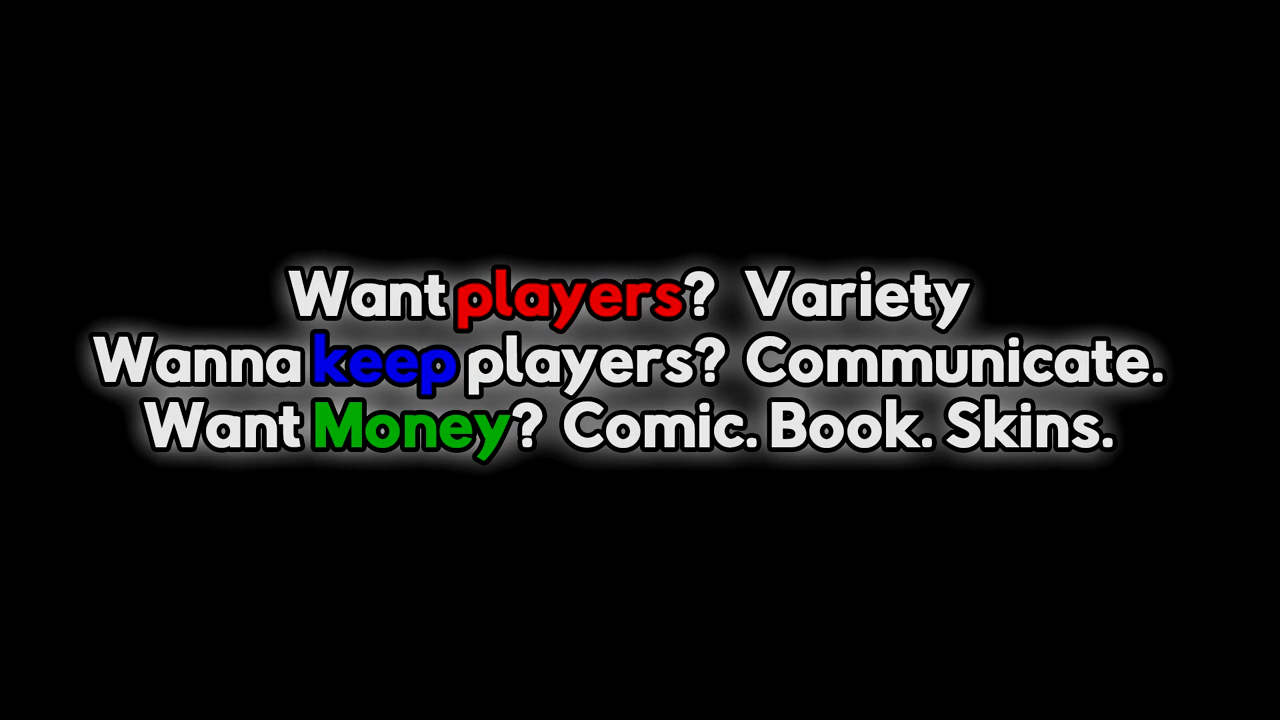 Want players? Variety
Wanna keep players? Communicate.
Want Money? Comic. Book. Skins.